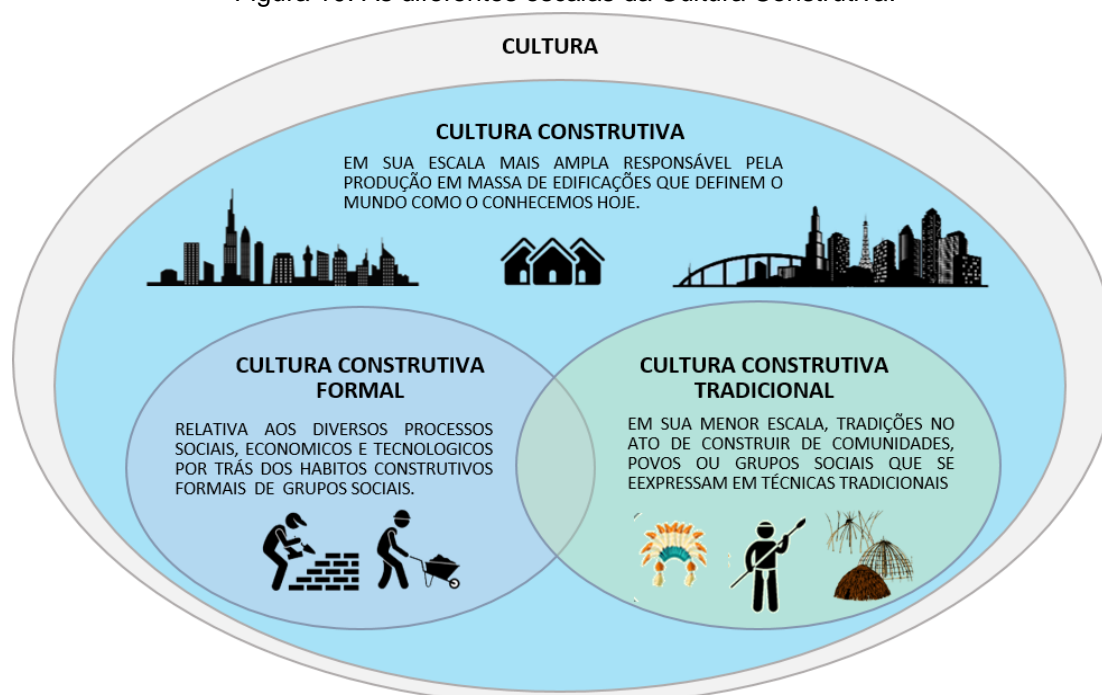 CULTURA
CULTURA CONSTRUTIVA
EM SUA ESCALA MAIS AMPLA RESPONSÁVEL PELA
PRODUÇÃO EM MASSA DE EDIFICAÇÕES QUE DEFINEM O
MUNDO COMO O CONHECEMOS HOJE.
CULTURA CONSTRUTIVA
FORMAL
RELATIVA AOS DIVERSOS PROCESSOS
SOCIAIS, ECONOMICOS E TECNOLOGICOS
POR TRÁS DOS HABITOS CONSTRUTIVOS
FORMAIS DE GRUPOS SOCIAIS.
CULTURA CONSTRUTIVA
TRADICIONAL
EM SUA MENOR ESCALA, TRADIÇÕES NO
ATO DE CONSTRUIR DE COMUNIDADES,
POVOS OU GRUPOS SOCIAIS QUE SE
EEXPRESSAM EM TÉCNICAS TRADICIONAIS